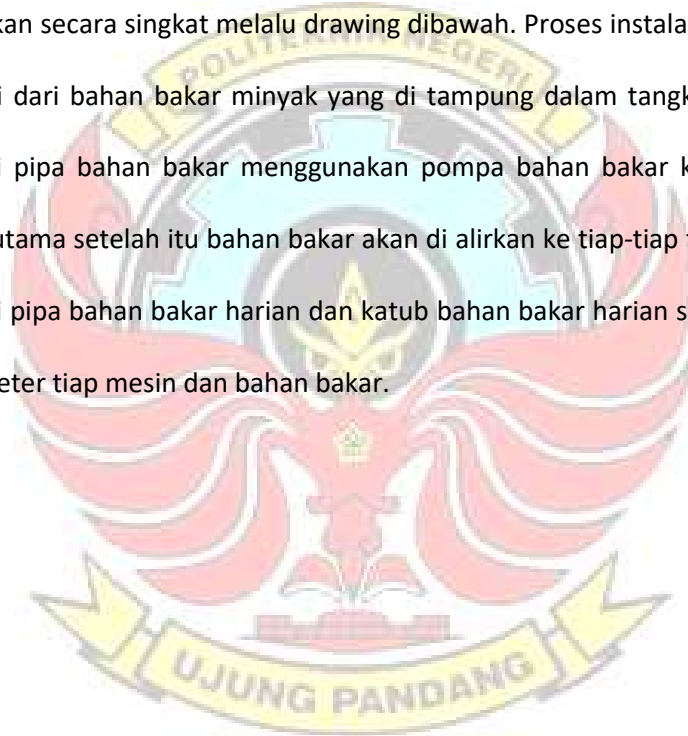 kan secara singkat melalu drawing dibawah. Proses instala
i dari bahan bakar minyak yang di tampung dalam tangk
i pipa bahan bakar menggunakan pompa bahan bakar k
utama setelah itu bahan bakar akan di alirkan ke tiap-tiap
i pipa bahan bakar harian dan katub bahan bakar harian s
eter tiap mesin dan bahan bakar.
POLITEKNIK NEGERI
UJUNG PANDANG